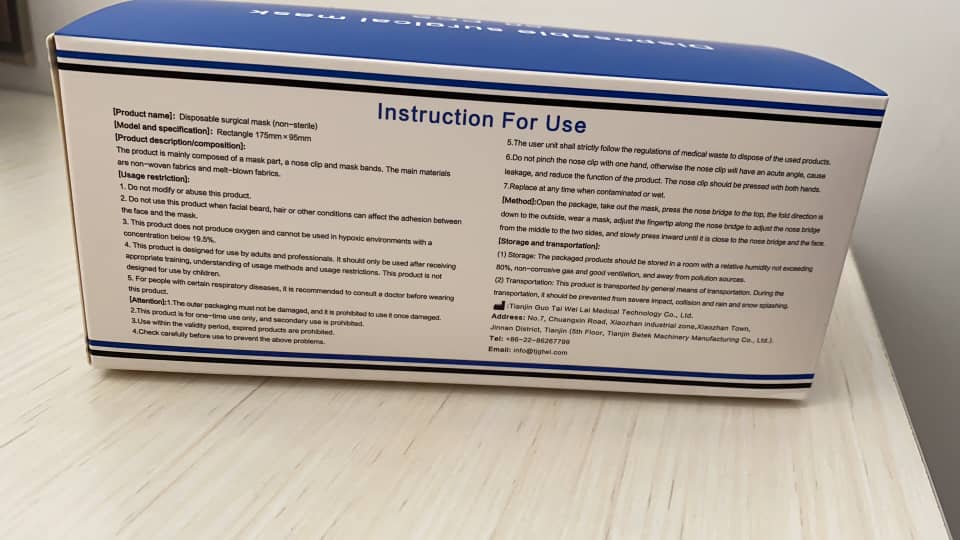 Disposable surgical mask
Instruction For Use
[Product name]: Disposable surgical mask (non-sterile)
[Model and specification]: Rectangle 175mm×95mm
[Product description/composition]:
The product is mainly composed of a mask part, a nose clip and mask bands. The main materials
are non-woven fabrics and melt-blown fabrics.
[Usage restriction]:
1. Do not modify or abuse this product.
2. Do not use this product when facial beard, hair or other conditions can affect the adhesion between
the face and the mask.
3. This product does not produce oxygen and cannot be used in hypoxic environments with a
concentration below 19.5%.
4. This product is designed for use by adults and professionals. It should only be used after receiving
appropriate training, understanding of usage methods and usage restrictions. This product is not
designed for use by children.
5. For people with certain respiratory diseases, it is recommended to consult a doctor before wearing
this product.
[Attention]:1.The outer packaging must not be damaged, and it is prohibited to use it once damaged.
2.This product is for one-time use only, and secondary use is prohibited.
3.Use within the validity period, expired products are prohibited.
4.Check carefully before use to prevent the above problems.
5.The user unit shall strictly follow the regulations of medical waste to dispose of the used products.
6.Do not pinch the nose clip with one hand, otherwise the nose clip will have an acute angle, cause
leakage, and reduce the function of the product. The nose clip should be pressed with both hands.
7.Replace at any time when contaminated or wet.
[Method]:Open the package, take out the mask, press the nose bridge to the top, the fold direction is
down to the outside, wear a mask, adjust the fingertip along the nose bridge to adjust the nose bridge
from the middle to the two sides, and slowly press inward until it is close to the nose bridge and the face.
[Storage and transportation]:
(1) Storage: The packaged products should be stored in a room with a relative humidity not exceeding
80%, non-corrosive gas and good ventilation, and away from pollution sources.
(2) Transportation: This product is transported by general means of transportation. During the
transportation, it should be prevented from severe impact, collision and rain and snow splashing.
:Tianjin Guo Tai Wei Lai Medical Technology Co., Ltd.
Address: No.7, Chuangxin Road, Xiaozhan industrial zone,Xiaozhan Town,
Jinnan District, Tianjin (5th Floor, Tianjin Betek Machinery Manufacturing Co., Ltd.).
Tel: +86-22-86267799
Email: info@tjgtwl.com